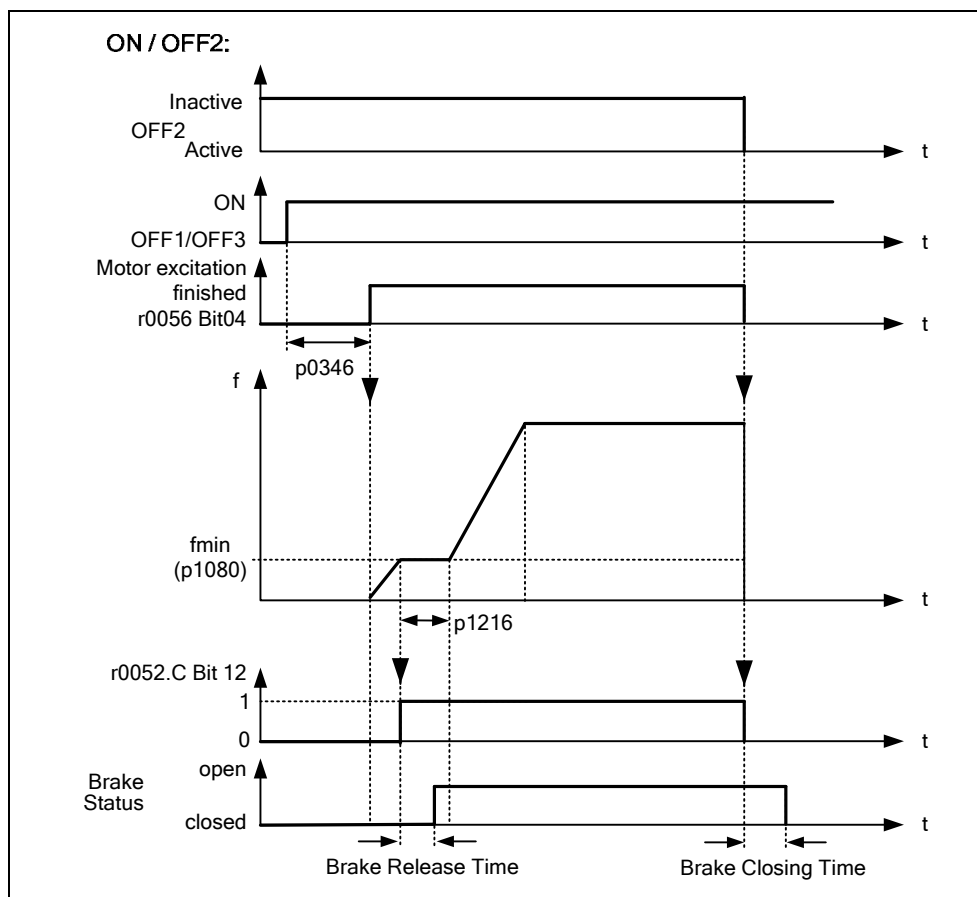 ON / OFF2:
Inactive
OFF2
Active
t
ON
OFF1/OFF3
t
Motor excitation
finished
r0056 Bit04
t
p0346
f
fmin
(p1080)
t
p1216
r0052.C Bit 12
1
0
t
open
Brake
Status
closed
t
Brake Release Time
Brake Closing Time